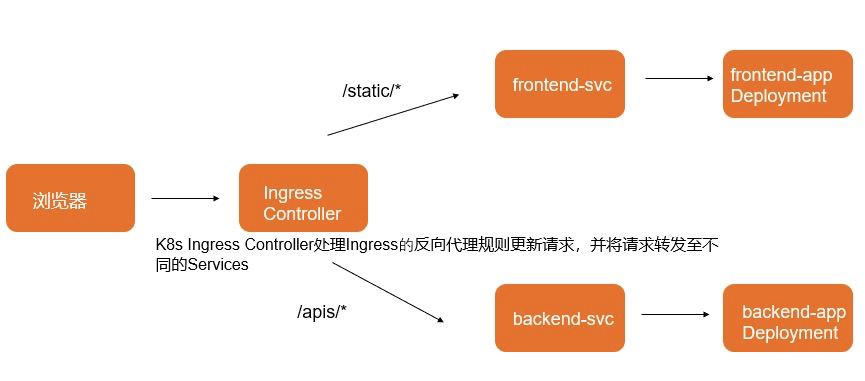 /static/*
frontend-svc
frontend-app
Deployment
浏览器
Ingress
Controller
K8s Ingress Controller处理Ingress的反向代理规则更新请求，并将请求转发至不
同的Services
/apis/*
backend-svc
backend-app
Deployment